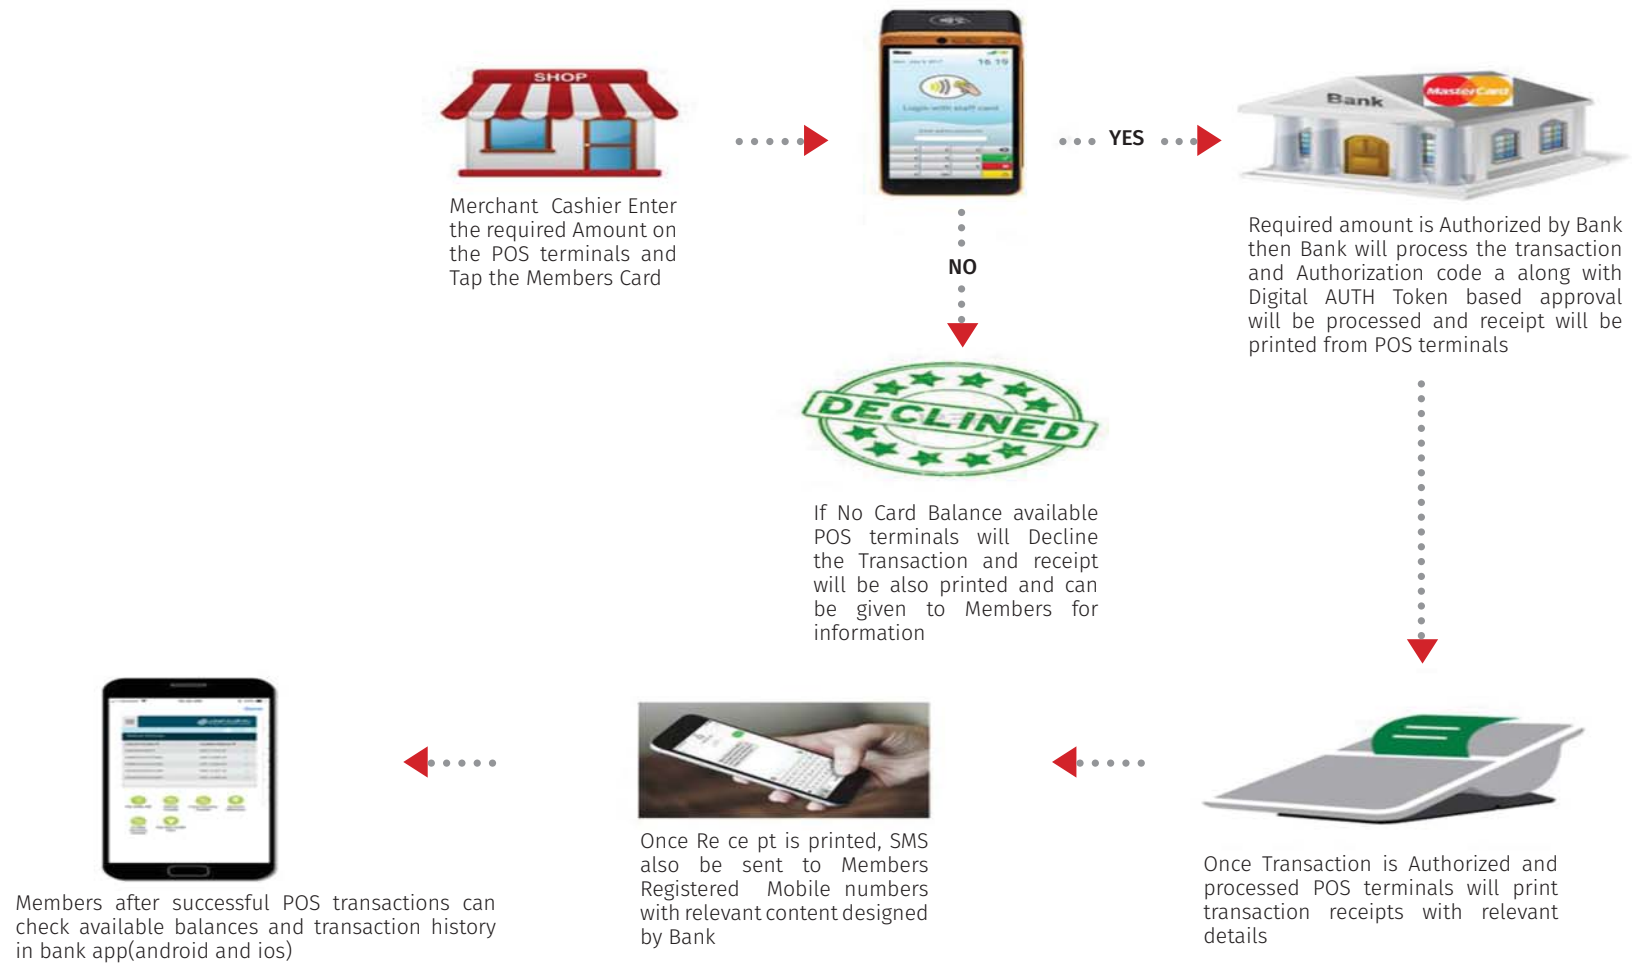 SHOP
Merchant Cashier Enter
the required Amount on
the POS terminals and
Tap the Members Card
16 19
Login with staff card
YES
Bank
MasterCard
Required amount is Authorized by Bank
then Bank will process the transaction
and Authorization code a along with
Digital AUTH Token based approval
will be processed and receipt will be
printed from POS terminals
NO
DECLINED
If No Card Balance available
POS terminals will Decline
the Transaction and receipt
will be also printed and can
be given to Members for
information
Once Transaction is Authorized and
processed POS terminals will print
transaction receipts with relevant
details
Once Re ce pt is printed, SMS
also be sent to Members
Registered Mobile numbers
with relevant content designed
by Bank
Members after successful POS transactions can
check available balances and transaction history
in bank app(android and ios)